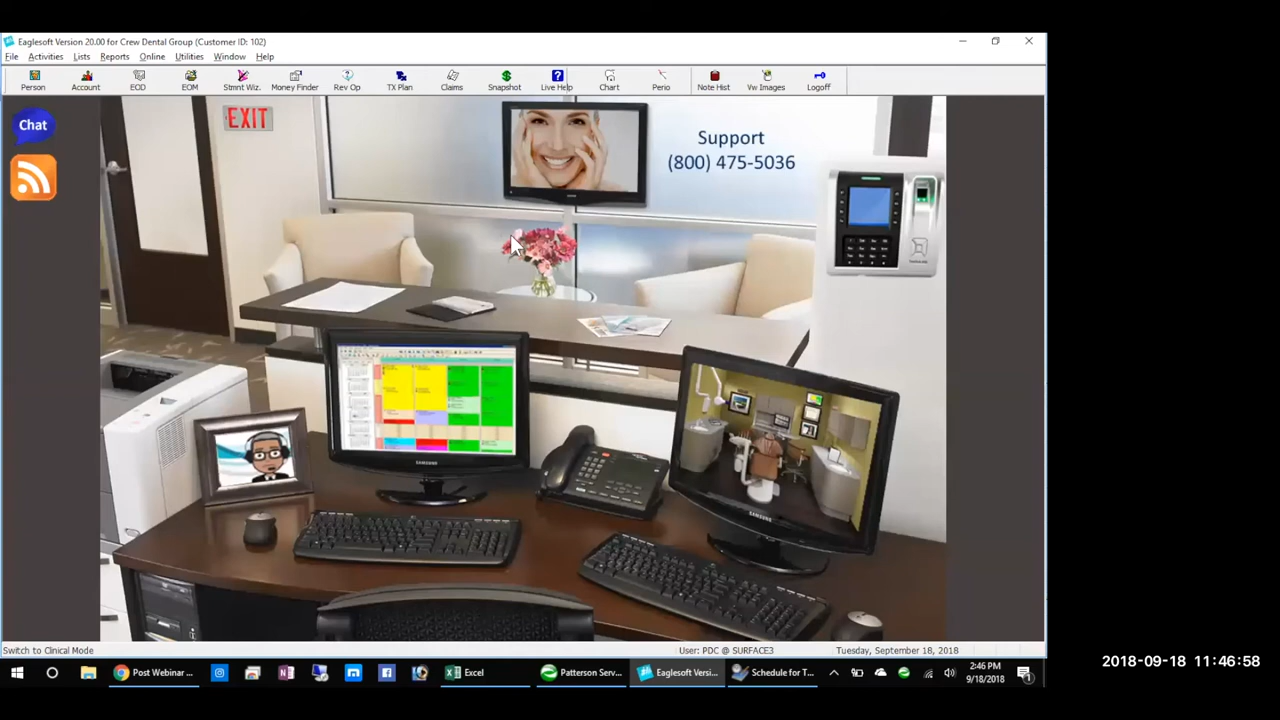 Eaglesoft Version 20.00 for Crew Dental Group (Customer ID: 102)
File Activities Lists Reports Online Utilities Window Help
Person Account EOD EOM Stmnt Wiz. Money Finder Rev Op TX Plan Claims Snapshot Live Help Chart Perio Note Hist Vw Images Logoff
Chat
EXIT
Support
(800) 475-5036
SAMSUNG
SAMSUNG
Switch to Clinical Mode
User: PDC @ SURFACE3
Tuesday, September 18, 2018
Post Webinar ...
Excel
Patterson Serv...
Eaglesoft Versi...
Schedule for T...
2:46 PM
9/18/2018
2018-09-18 11:46:58